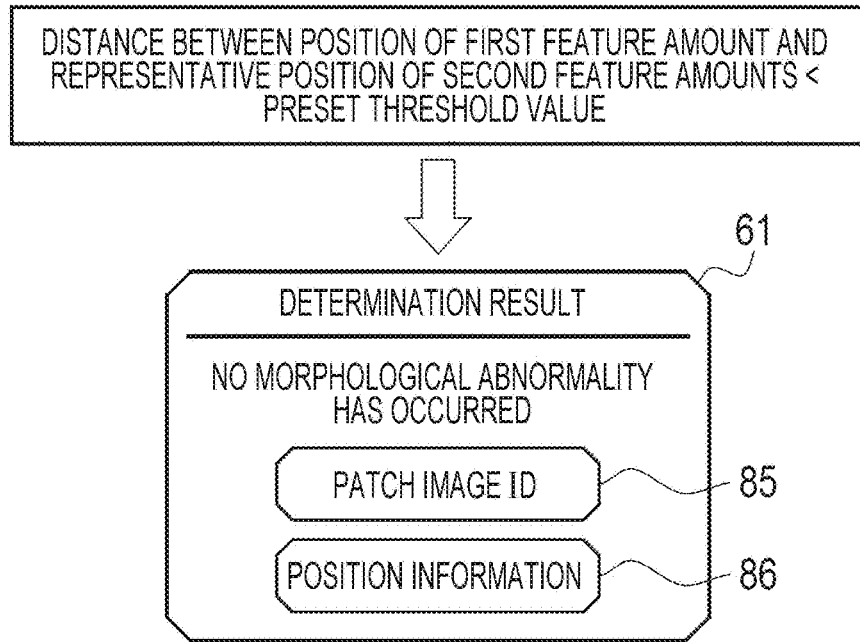 DISTANCE BETWEEN POSITION OF FIRST FEATURE AMOUNT AND
REPRESENTATIVE POSITION OF SECOND FEATURE AMOUNTS <
PRESET THRESHOLD VALUE
61
DETERMINATION RESULT
NO MORPHOLOGICAL ABNORMALITY
HAS OCCURRED
PATCH IMAGE ID
85
POSITION INFORMATION
86